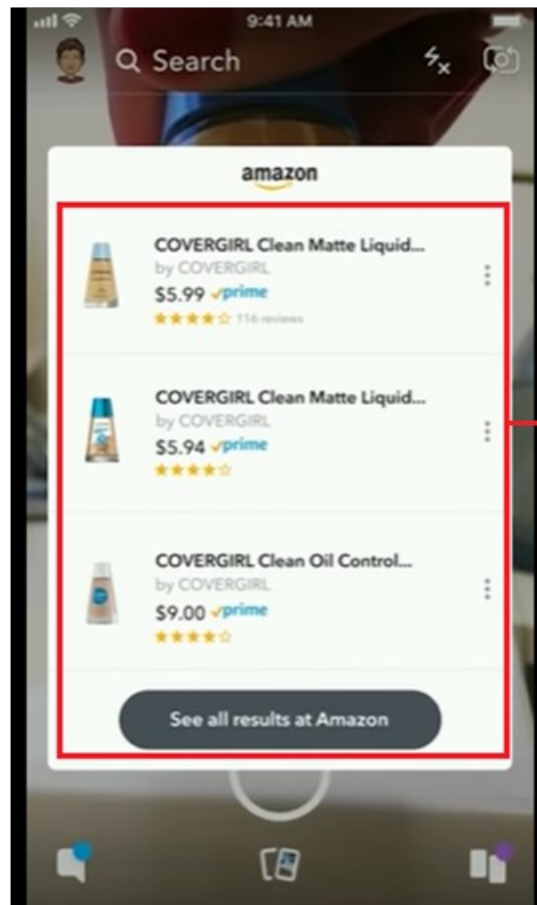 9:41 AM
Search
amazon
COVERGIRL Clean Matte Liquid...
by COVERGIRL
$5.99 prime
116 reviews
COVERGIRL Clean Matte Liquid...
by COVERGIRL
$5.94 prime
COVERGIRL Clean Oil Control...
by COVERGIRL
$9.00 prime
See all results at Amazon